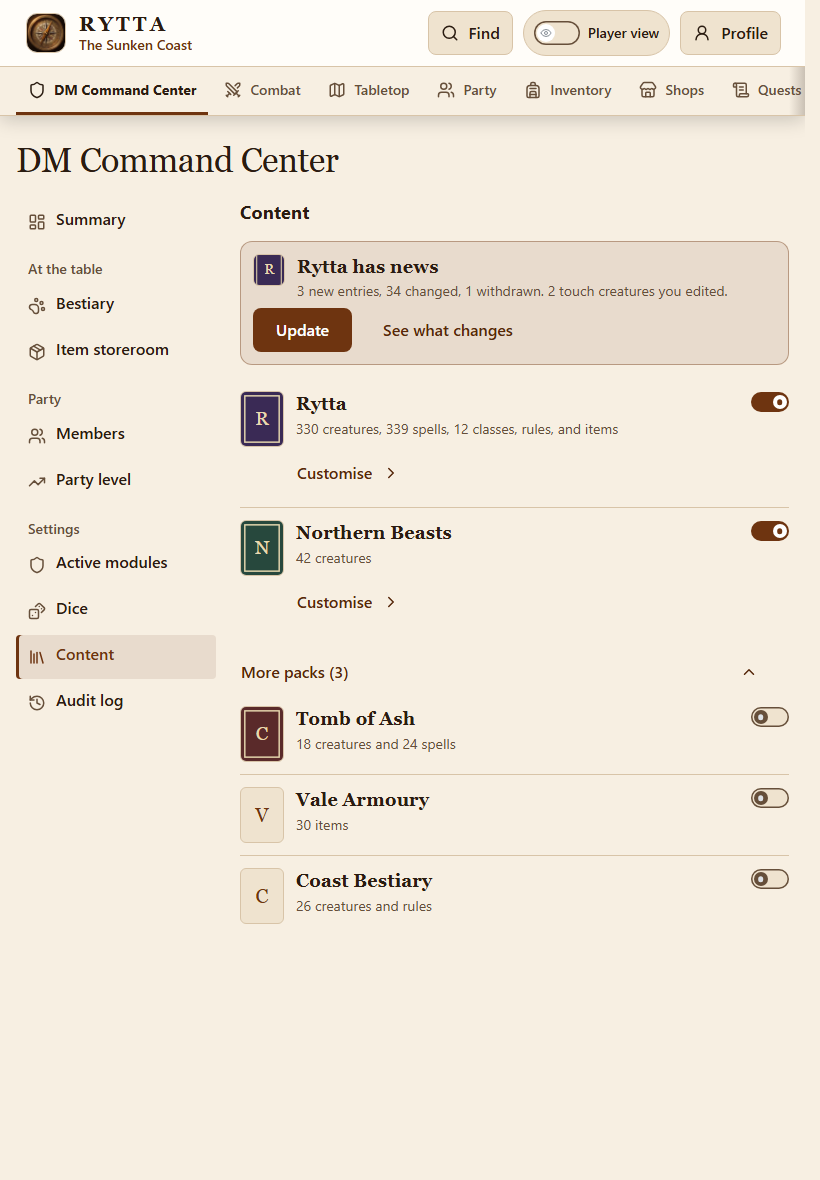 RYTTA
The Sunken Coast
Find
Player view
Profile
DM Command Center
Combat
Tabletop
Party
Inventory
Shops
Quests
DM Command Center
Summary
At the table
Bestiary
Item storeroom
Party
Members
Party level
Settings
Active modules
Dice
Content
Audit log
Content
R
Rytta has news
3 new entries, 34 changed, 1 withdrawn. 2 touch creatures you edited.
Update
See what changes
R
Rytta
330 creatures, 339 spells, 12 classes, rules, and items
Customise
N
Northern Beasts
42 creatures
Customise
More packs (3)
C
Tomb of Ash
18 creatures and 24 spells
V
Vale Armoury
30 items
C
Coast Bestiary
26 creatures and rules